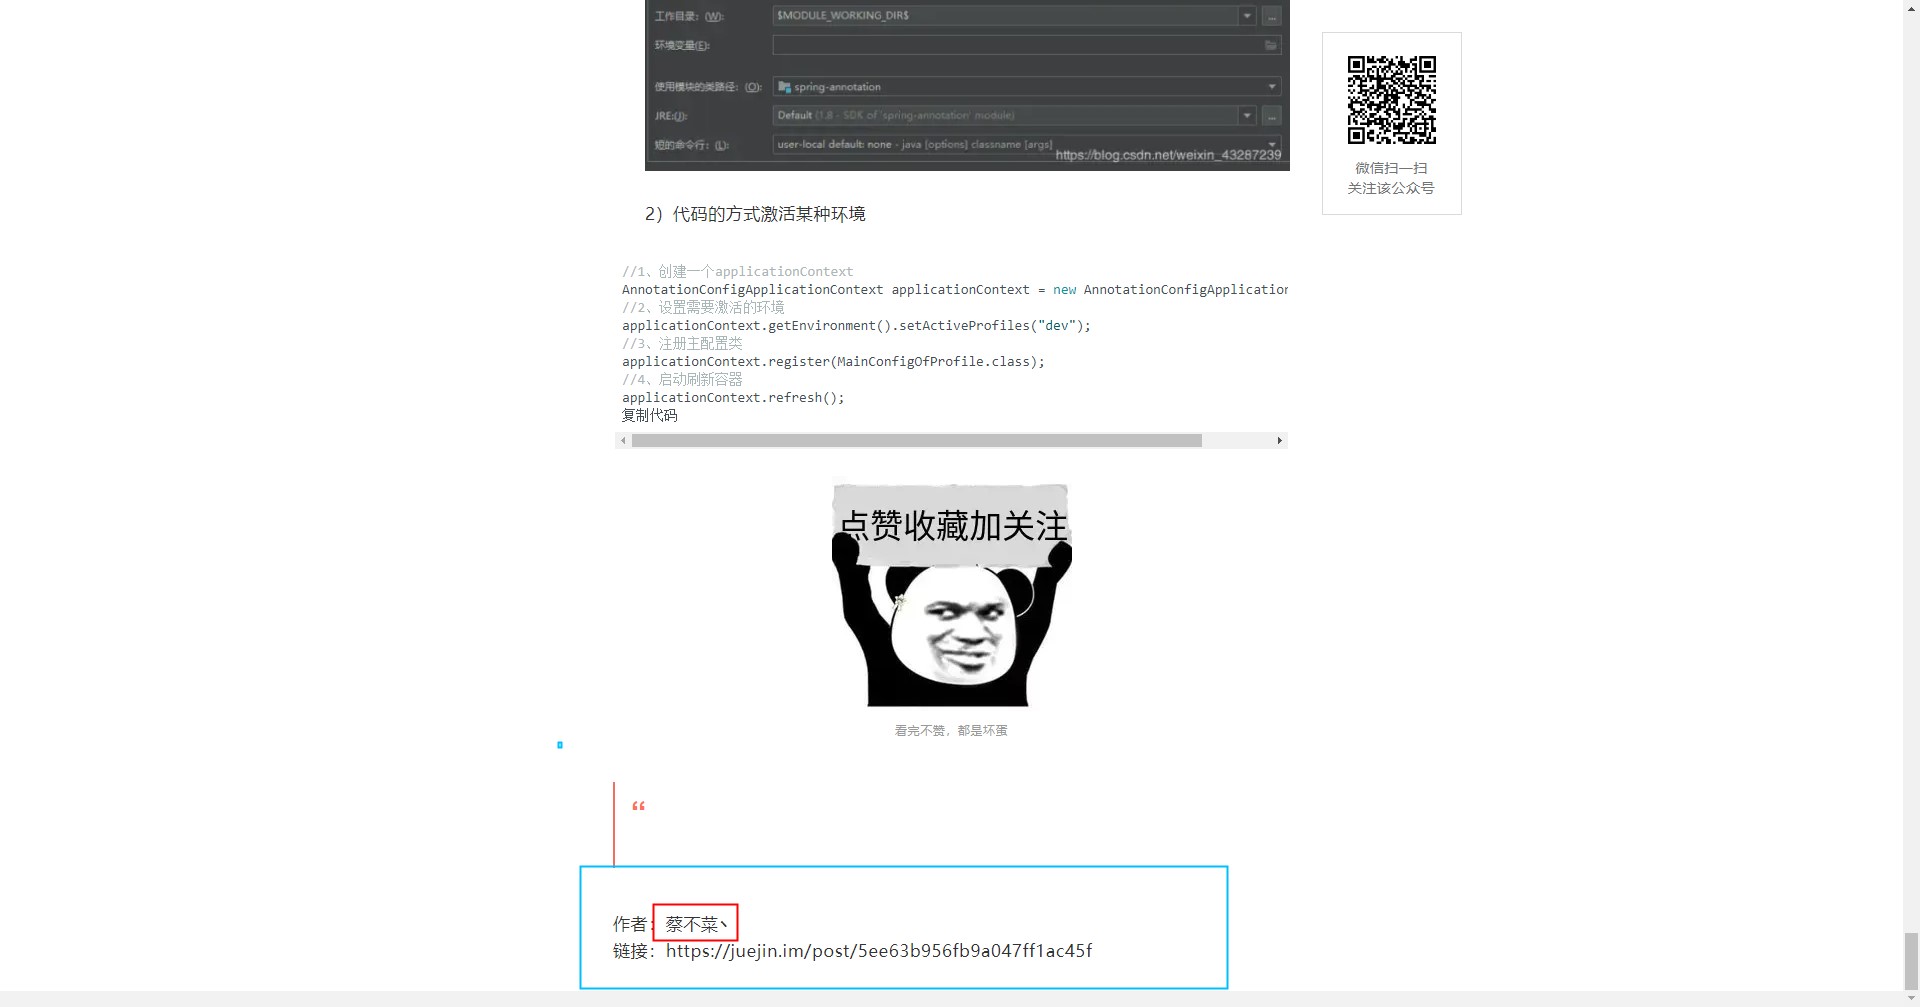 工作目录：(W):
$MODULE_WORKING_DIR$
...
环境变量(E):
使用模块的类路径：(O):
spring-annotation
JRE:(J):
Default (1.8 - SDK of 'spring-annotation' module)
...
短的命令行：(L):
user-local default: none - java [options] classname [args]
https://blog.csdn.net/weixin_43287239
微信扫一扫
关注该公众号
2）代码的方式激活某种环境
//1、创建一个applicationContext
AnnotationConfigApplicationContext applicationContext = new AnnotationConfigApplication
//2、设置需要激活的环境
applicationContext.getEnvironment().setActiveProfiles("dev");
//3、注册主配置类
applicationContext.register(MainConfigOfProfile.class);
//4、启动刷新容器
applicationContext.refresh();
复制代码
点赞收藏加关注
看完不赞，都是坏蛋
“
作者：蔡不菜丶
链接：https://juejin.im/post/5ee63b956fb9a047ff1ac45f